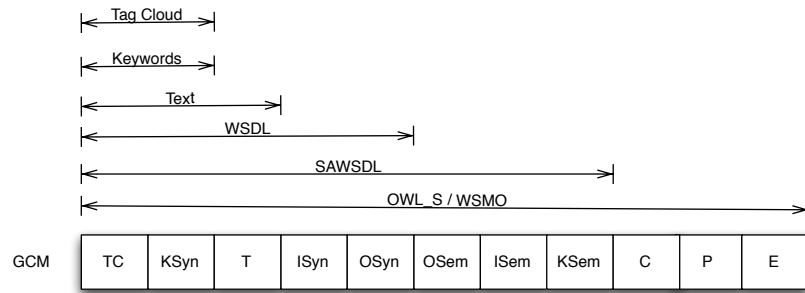 Tag Cloud
Keywords
Text
WSDL
SAWSDL
OWL_S / WSMO
GCM TC KSyn T ISyn OSyn OSem ISem KSem C P E